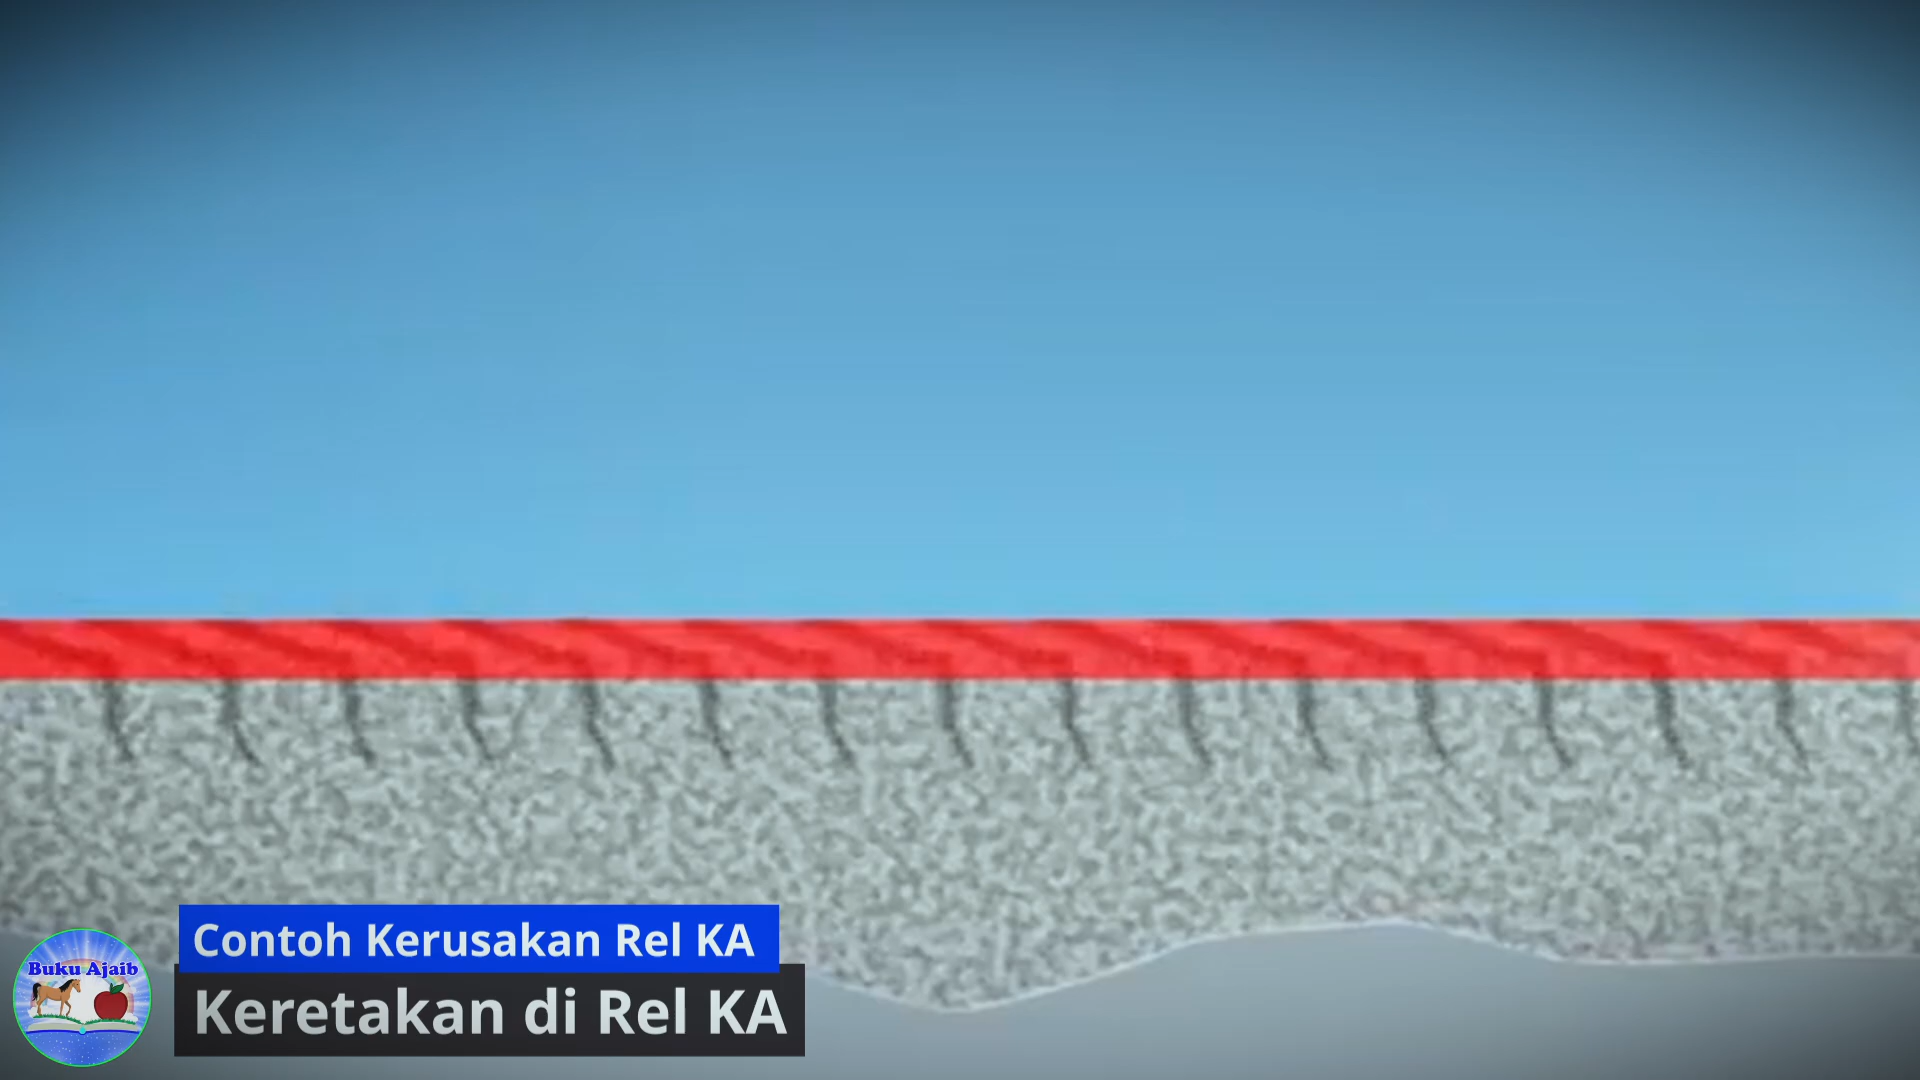 Contoh Kerusakan Rel KA
Keretakan di Rel KA
Buku Ajaib